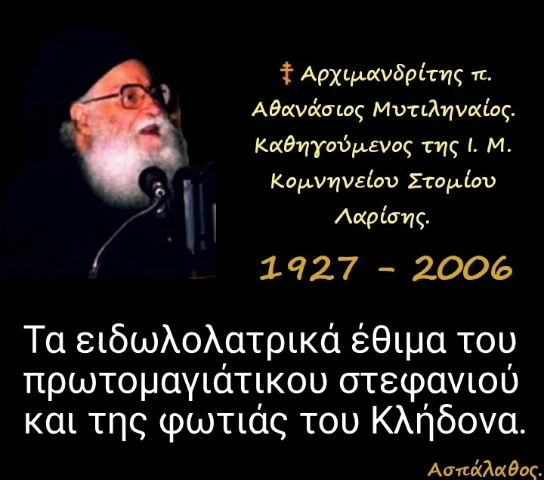 ☦ Αρχιμανδρίτης π.
Αθανάσιος Μυτιληναίος.
Καθηγούμενος της Ι. Μ.
Κομνηνείου Στομίου
Λαρίσης.
1927 - 2006
Τα ειδωλολατρικά έθιμα του
πρωτομαγιάτικου στεφανιού
και της φωτιάς του Κλήδονα.
Ασπάλαθος.